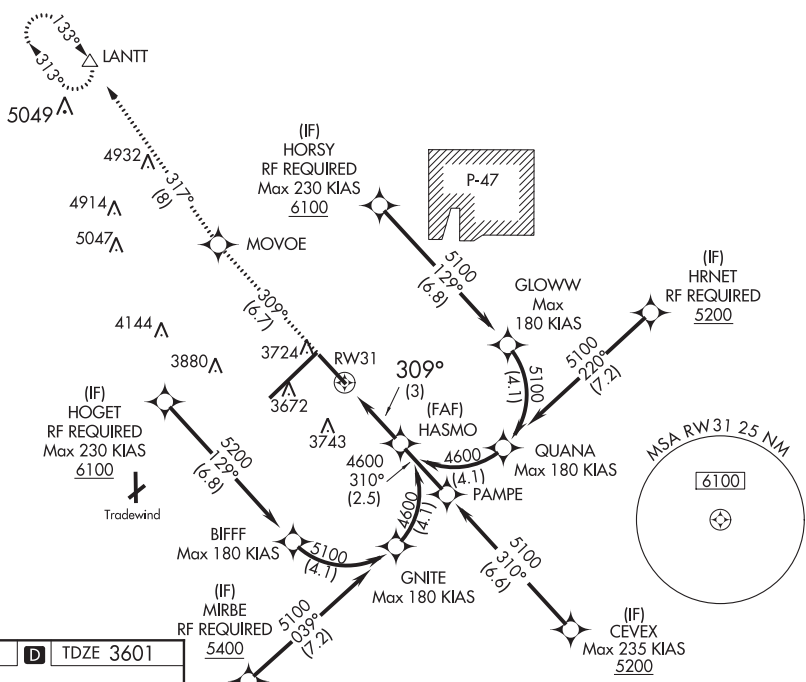 133°
313°
LANTT
5049
4932
317°
(8)
4914
5047
MOVOE
(IF)
HORSY
RF REQUIRED
Max 230 KIAS
6100
P-47
5100
129°
(6.8)
GLOWW
Max
180 KIAS
(IF)
HRNET
RF REQUIRED
5200
309°
(6.7)
4144
3880
3724
RW31
3672
3743
309°
(3)
(FAF)
HASMO
5100
(4.1)
5100
220°
(7.2)
(IF)
HOGET
RF REQUIRED
Max 230 KIAS
6100
Tradewind
5200
129°
(6.8)
4600
310°
(2.5)
4600
(4.1)
QUANA
Max 180 KIAS
PAMPE
MSA RW31 25 NM
6100
BIFFF
Max 180 KIAS
5100
(4.1)
4600
(4.1)
GNITE
Max 180 KIAS
5100
310°
(6.6)
(IF)
MIRBE
RF REQUIRED
5400
5100
039°
(7.2)
(IF)
CEVEX
Max 235 KIAS
5200
D
TDZE 3601